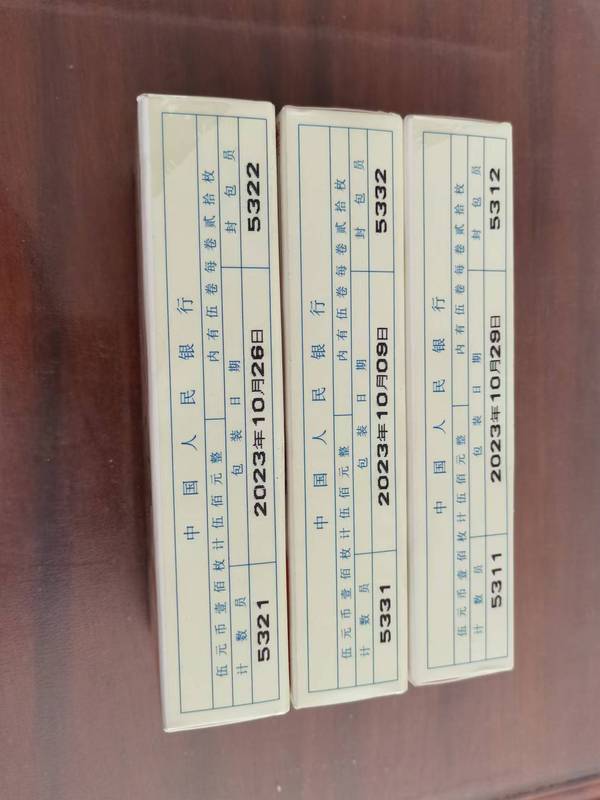 中国人民银行
伍元币壹佰枚计伍佰元整 内有伍卷每卷贰拾枚
计数员 包装日期 封包员
5321 2023年10月26日 5322
中国人民银行
伍元币壹佰枚计伍佰元整 内有伍卷每卷贰拾枚
计数员 包装日期 封包员
5331 2023年10月09日 5332
中国人民银行
伍元币壹佰枚计伍佰元整 内有伍卷每卷贰拾枚
计数员 包装日期 封包员
5311 2023年10月29日 5312